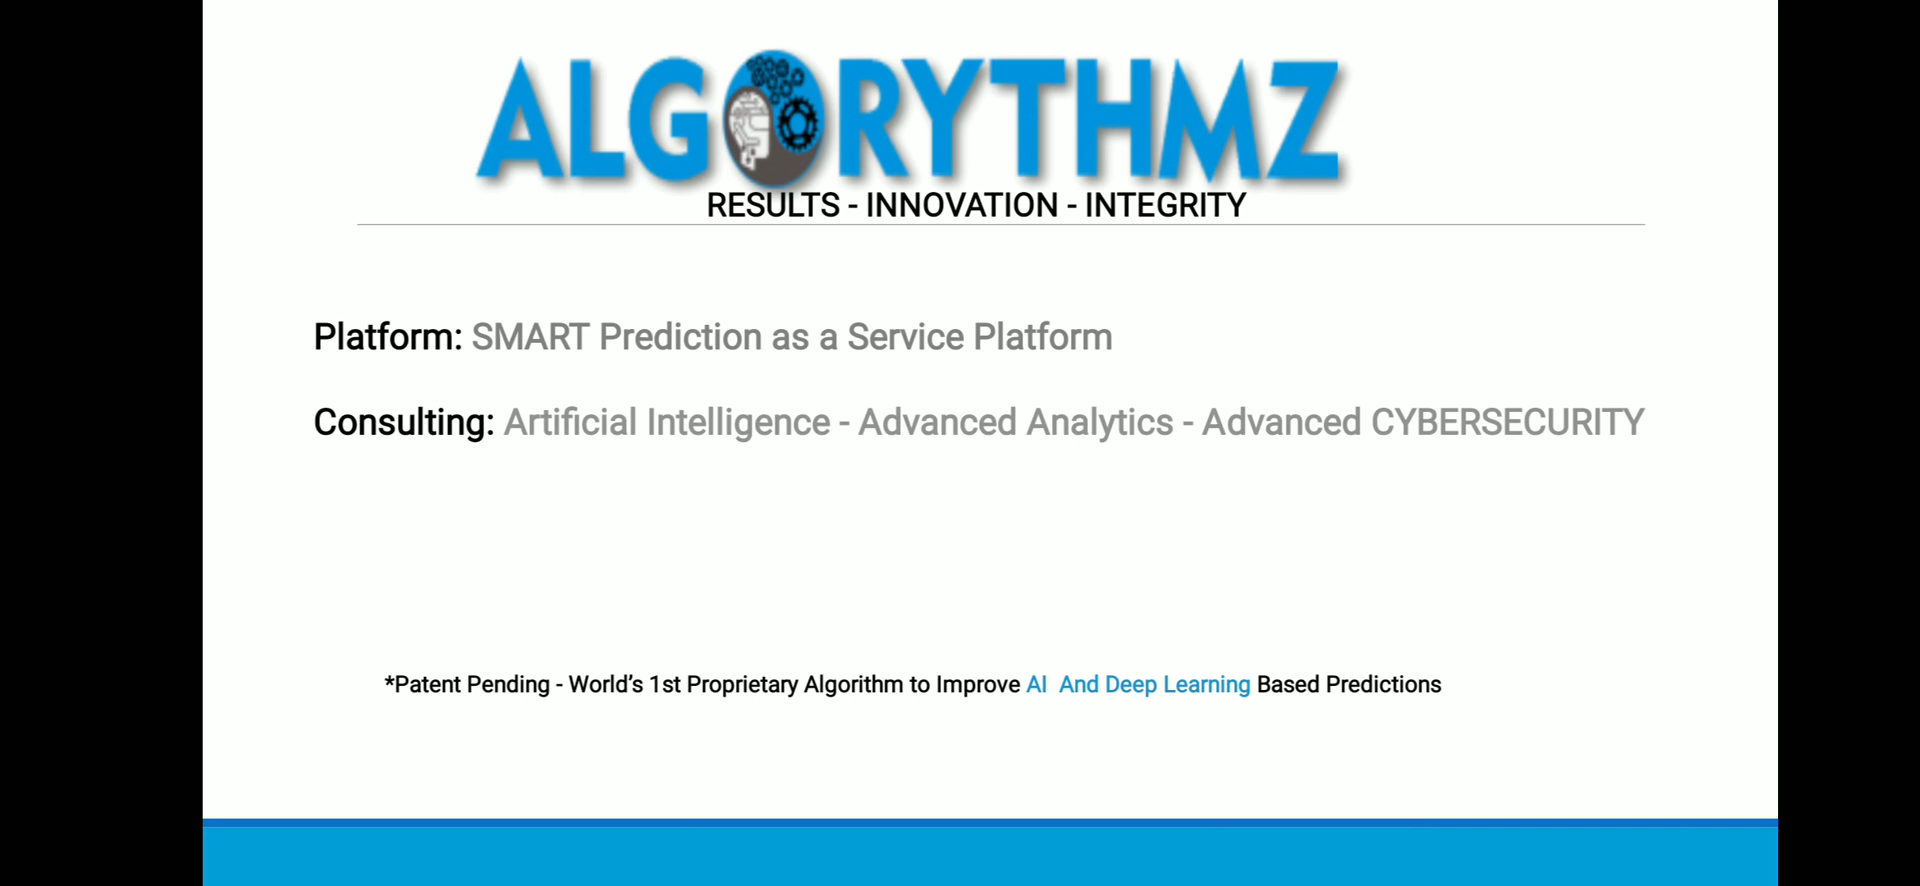 ALGORYTHMZ
RESULTS - INNOVATION - INTEGRITY
Platform: SMART Prediction as a Service Platform
Consulting: Artificial Intelligence - Advanced Analytics - Advanced CYBERSECURITY
*Patent Pending - World’s 1st Proprietary Algorithm to Improve AI  And Deep Learning Based Predictions